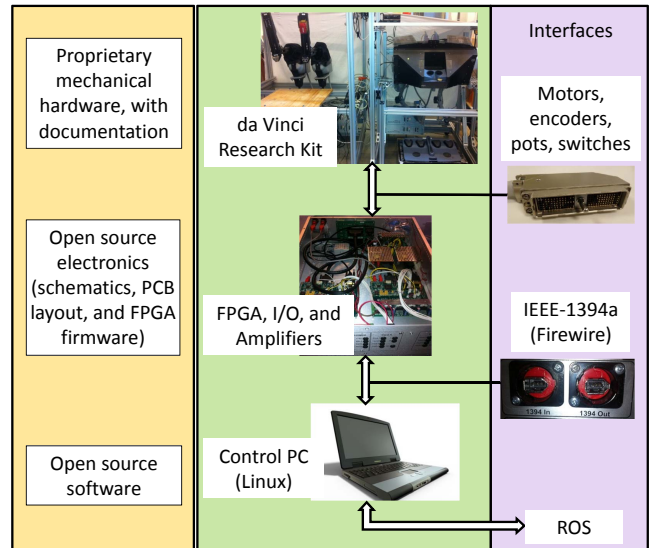 Proprietary
mechanical
hardware, with
documentation
Open source
electronics
(schematics, PCB
layout, and FPGA
firmware)
Open source
software
da Vinci
Research Kit
FPGA, I/O, and
Amplifiers
Control PC
(Linux)
Interfaces
Motors,
encoders,
pots, switches
IEEE-1394a
(Firewire)
1394 In
1394 Out
ROS